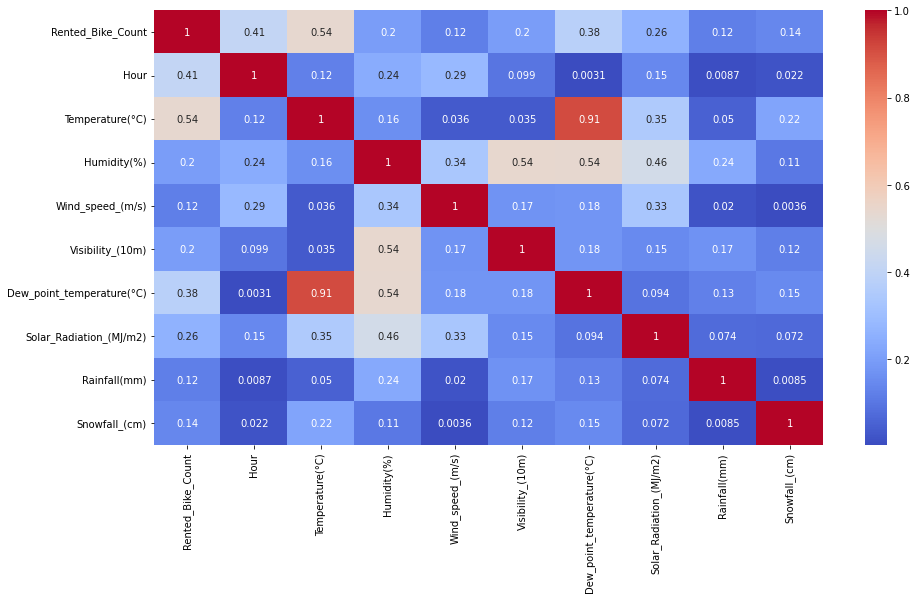 Rented_Bike_Count 1 0.41 0.54 0.2 0.12 0.2 0.38 0.26 0.12 0.14
Hour 0.41 1 0.12 0.24 0.29 0.099 0.0031 0.15 0.0087 0.022
Temperature(°C) 0.54 0.12 1 0.16 0.036 0.035 0.91 0.35 0.05 0.22
Humidity(%) 0.2 0.24 0.16 1 0.34 0.54 0.54 0.46 0.24 0.11
Wind_speed_(m/s) 0.12 0.29 0.036 0.34 1 0.17 0.18 0.33 0.02 0.0036
Visibility_(10m) 0.2 0.099 0.035 0.54 0.17 1 0.18 0.15 0.17 0.12
Dew_point_temperature(°C) 0.38 0.0031 0.91 0.54 0.18 0.18 1 0.094 0.13 0.15
Solar_Radiation_(MJ/m2) 0.26 0.15 0.35 0.46 0.33 0.15 0.094 1 0.074 0.072
Rainfall(mm) 0.12 0.0087 0.05 0.24 0.02 0.17 0.13 0.074 1 0.0085
Snowfall_(cm) 0.14 0.022 0.22 0.11 0.0036 0.12 0.15 0.072 0.0085 1
Rented_Bike_Count
Hour
Temperature(°C)
Humidity(%)
Wind_speed_(m/s)
Visibility_(10m)
Dew_point_temperature(°C)
Solar_Radiation_(MJ/m2)
Rainfall(mm)
Snowfall_(cm)
1.0
0.8
0.6
0.4
0.2